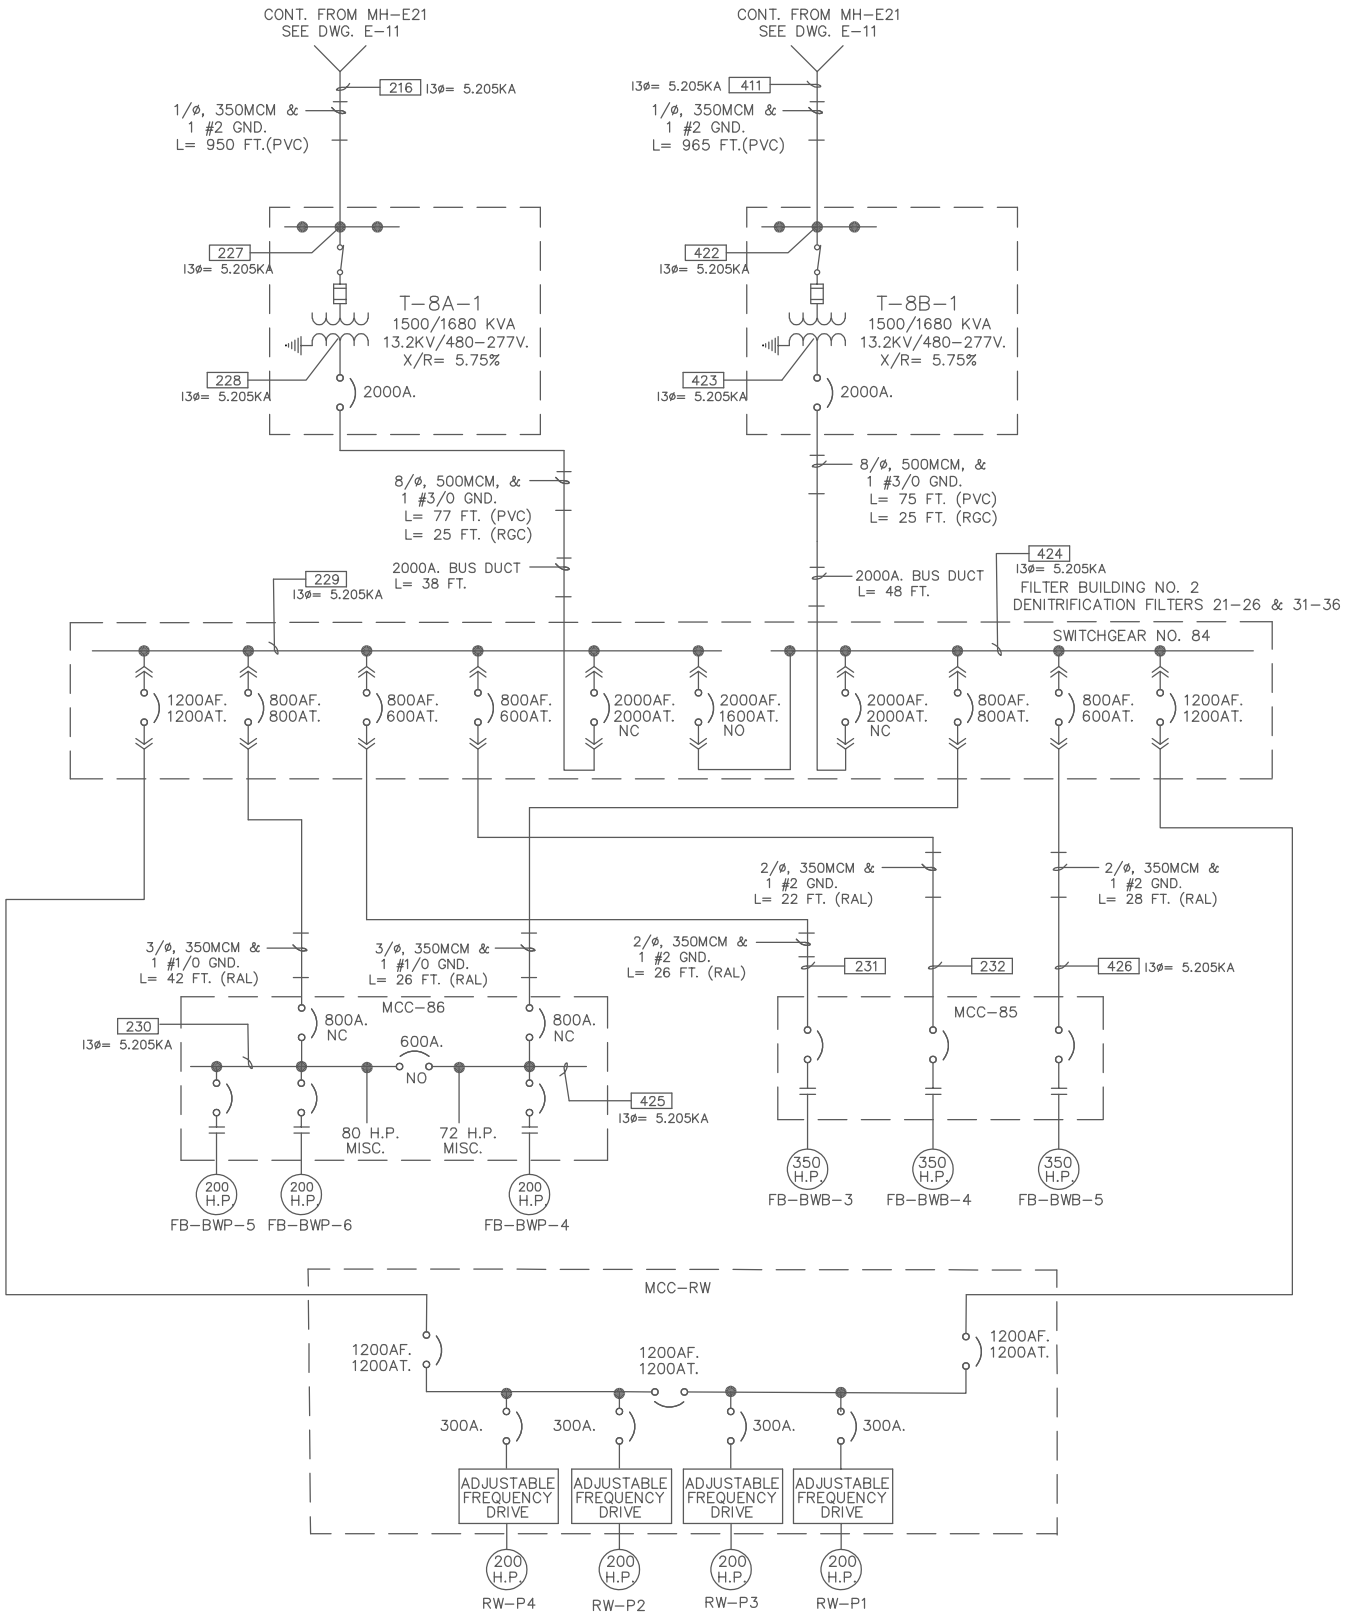 CONT. FROM MH-E21
SEE DWG. E-11
CONT. FROM MH-E21
SEE DWG. E-11
216
I3ø= 5.205KA
I3ø= 5.205KA
411
1/ø, 350MCM &
1 #2 GND.
L= 950 FT.(PVC)
1/ø, 350MCM &
1 #2 GND.
L= 965 FT.(PVC)
227
I3ø= 5.205KA
422
I3ø= 5.205KA
T-8A-1
1500/1680 KVA
13.2KV/480-277V.
X/R= 5.75%
T-8B-1
1500/1680 KVA
13.2KV/480-277V.
X/R= 5.75%
228
I3ø= 5.205KA
2000A.
423
I3ø= 5.205KA
2000A.
8/ø, 500MCM, &
1 #3/0 GND.
L= 77 FT. (PVC)
L= 25 FT. (RGC)
8/ø, 500MCM, &
1 #3/0 GND.
L= 75 FT. (PVC)
L= 25 FT. (RGC)
2000A. BUS DUCT
L= 38 FT.
2000A. BUS DUCT
L= 48 FT.
229
I3ø= 5.205KA
424
I3ø= 5.205KA
FILTER BUILDING NO. 2
DENITRIFICATION FILTERS 21-26 & 31-36
SWITCHGEAR NO. 84
1200AF.
1200AT.
800AF.
800AT.
800AF.
600AT.
800AF.
600AT.
2000AF.
2000AT.
NC
2000AF.
1600AT.
NO
2000AF.
2000AT.
NC
800AF.
800AT.
800AF.
600AT.
1200AF.
1200AT.
2/ø, 350MCM &
1 #2 GND.
L= 22 FT. (RAL)
2/ø, 350MCM &
1 #2 GND.
L= 28 FT. (RAL)
3/ø, 350MCM &
1 #1/0 GND.
L= 42 FT. (RAL)
3/ø, 350MCM &
1 #1/0 GND.
L= 26 FT. (RAL)
2/ø, 350MCM &
1 #2 GND.
L= 26 FT. (RAL)
231
232
426
I3ø= 5.205KA
MCC-86
MCC-85
230
I3ø= 5.205KA
800A.
NC
600A.
NO
800A.
NC
425
I3ø= 5.205KA
80 H.P.
MISC.
72 H.P.
MISC.
200
H.P.
FB-BWP-5
200
H.P.
FB-BWP-6
200
H.P.
FB-BWP-4
350
H.P.
FB-BWB-3
350
H.P.
FB-BWB-4
350
H.P.
FB-BWB-5
MCC-RW
1200AF.
1200AT.
1200AF.
1200AT.
1200AF.
1200AT.
300A.
300A.
300A.
300A.
ADJUSTABLE
FREQUENCY
DRIVE
ADJUSTABLE
FREQUENCY
DRIVE
ADJUSTABLE
FREQUENCY
DRIVE
ADJUSTABLE
FREQUENCY
DRIVE
200
H.P.
RW-P4
200
H.P.
RW-P2
200
H.P.
RW-P3
200
H.P.
RW-P1